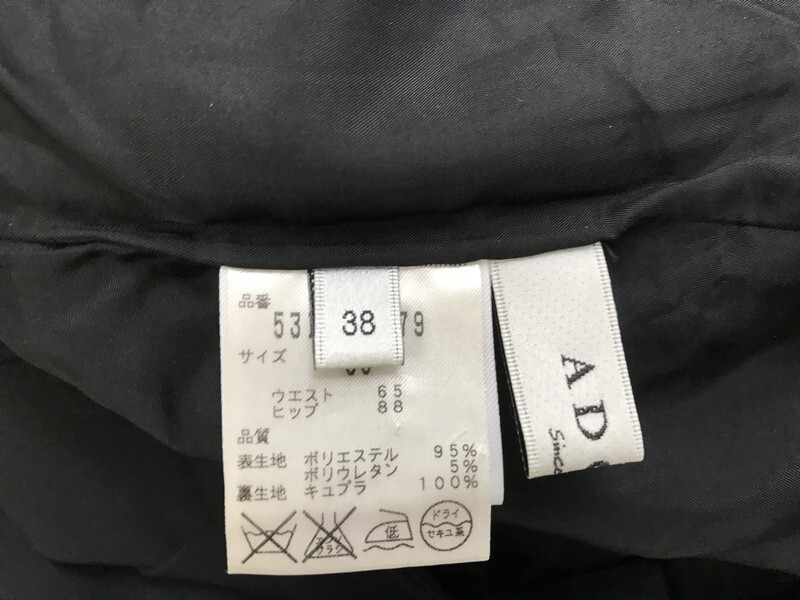 品番
38
79
サイズ
ウエスト 65
ヒップ 88
品質
表生地 ポリエステル 95%
ポリウレタン 5%
裏生地 キュプラ 100%
低
ドライ
セキユ系
AD
Since